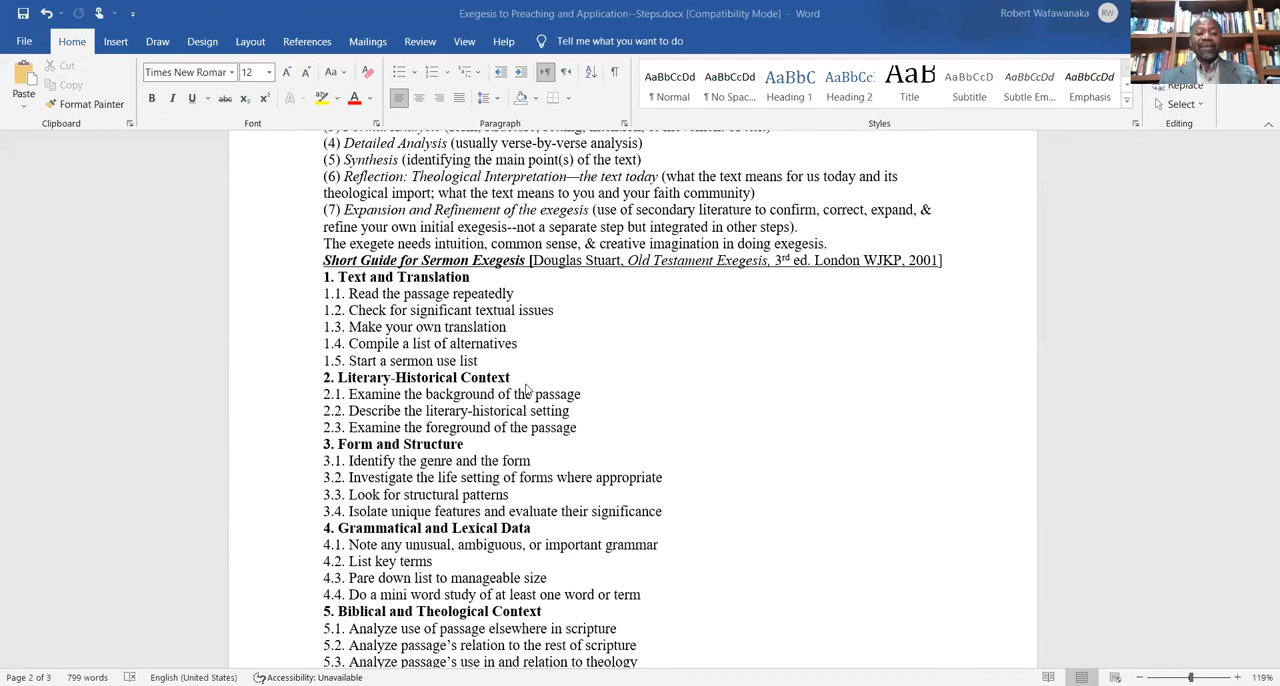 Exegesis to Preaching and Application--Steps.docx [Compatibility Mode] - Word
Robert Wafawanaka
RW
File Home Insert Draw Design Layout References Mailings Review View Help Tell me what you want to do
Paste
Cut
Copy
Format Painter
Clipboard
Times New Roman
12
Font
Paragraph
AaBbCcDd
¶ Normal
AaBbCcDd
¶ No Spac...
AaBbC
Heading 1
AaBbCc
Heading 2
AaB
Title
AaBbCcD
Subtitle
AaBbCcDd
Subtle Em...
AaBbCcDd
Emphasis
Styles
Replace
Select
Editing
(4) Detailed Analysis (usually verse-by-verse analysis)
(5) Synthesis (identifying the main point(s) of the text)
(6) Reflection: Theological Interpretation—the text today (what the text means for us today and its
theological import; what the text means to you and your faith community)
(7) Expansion and Refinement of the exegesis (use of secondary literature to confirm, correct, expand, &
refine your own initial exegesis--not a separate step but integrated in other steps).
The exegete needs intuition, common sense, & creative imagination in doing exegesis.
Short Guide for Sermon Exegesis [Douglas Stuart, Old Testament Exegesis, 3rd ed. London WJKP, 2001]
1. Text and Translation
1.1. Read the passage repeatedly
1.2. Check for significant textual issues
1.3. Make your own translation
1.4. Compile a list of alternatives
1.5. Start a sermon use list
2. Literary-Historical Context
2.1. Examine the background of the passage
2.2. Describe the literary-historical setting
2.3. Examine the foreground of the passage
3. Form and Structure
3.1. Identify the genre and the form
3.2. Investigate the life setting of forms where appropriate
3.3. Look for structural patterns
3.4. Isolate unique features and evaluate their significance
4. Grammatical and Lexical Data
4.1. Note any unusual, ambiguous, or important grammar
4.2. List key terms
4.3. Pare down list to manageable size
4.4. Do a mini word study of at least one word or term
5. Biblical and Theological Context
5.1. Analyze use of passage elsewhere in scripture
5.2. Analyze passage's relation to the rest of scripture
5.3. Analyze passage's use in and relation to theology
Page 2 of 3 799 words English (United States) Accessibility: Unavailable 119%